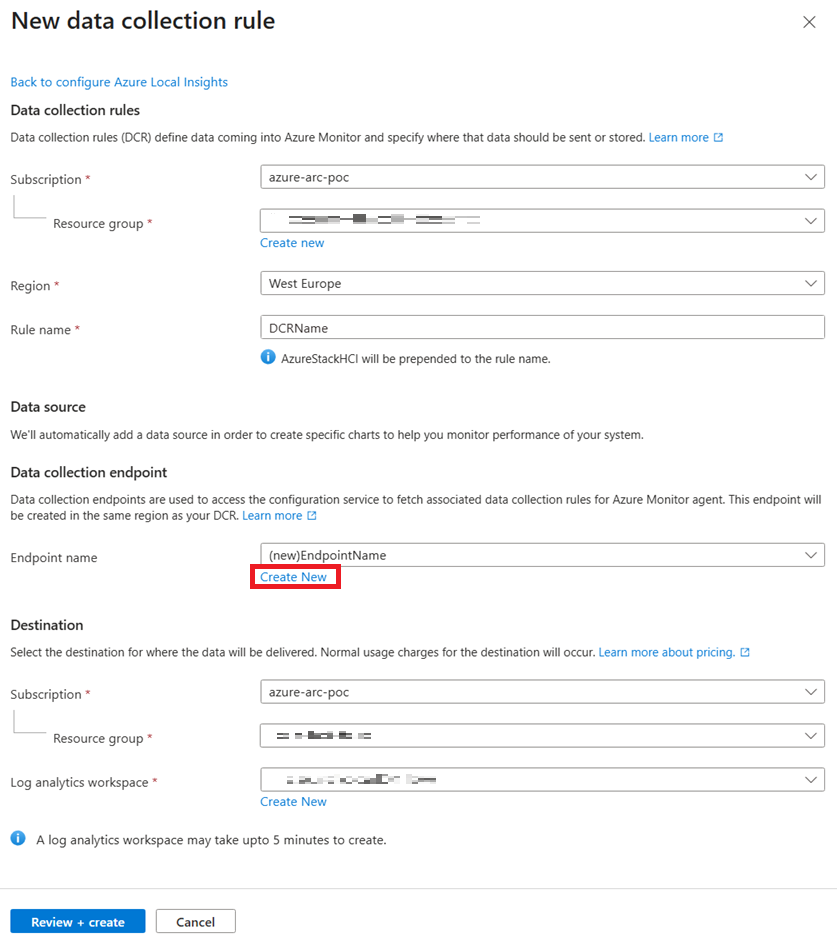 New data collection rule
Back to configure Azure Local Insights
Data collection rules
Data collection rules (DCR) define data coming into Azure Monitor and specify where that data should be sent or stored. Learn more
Subscription *
azure-arc-poc
Resource group *
Create new
Region *
West Europe
Rule name *
DCRName
AzureStackHCI will be prepended to the rule name.
Data source
We'll automatically add a data source in order to create specific charts to help you monitor performance of your system.
Data collection endpoint
Data collection endpoints are used to access the configuration service to fetch associated data collection rules for Azure Monitor agent. This endpoint will
be created in the same region as your DCR. Learn more
Endpoint name
(new)EndpointName
Create New
Destination
Select the destination for where the data will be delivered. Normal usage charges for the destination will occur. Learn more about pricing.
Subscription *
azure-arc-poc
Resource group *
Log analytics workspace *
Create New
A log analytics workspace may take upto 5 minutes to create.
Review + create
Cancel